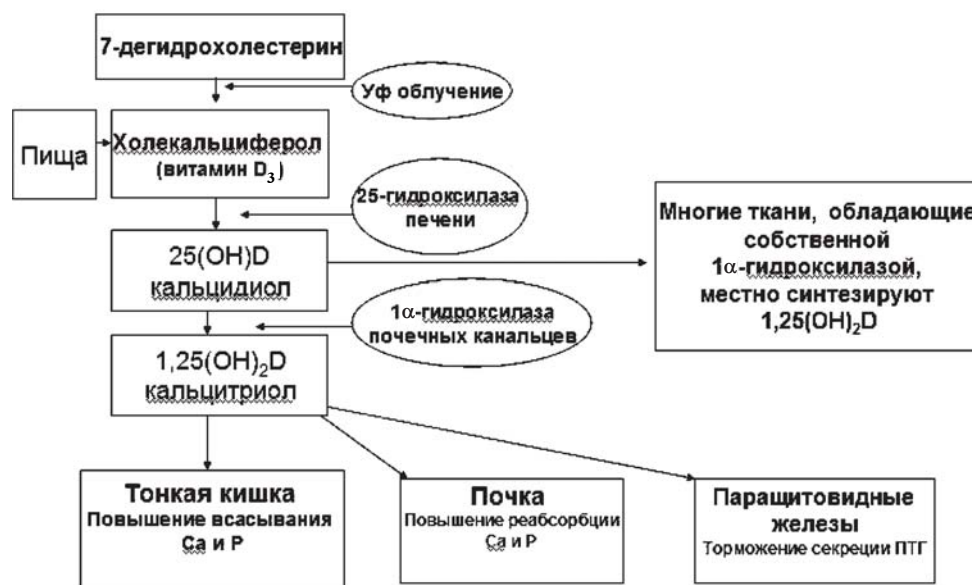 7-дегидрохолестерин
Уф облучение
Пища
Холекальциферол
(витамин D₃)
25-гидроксилаза
печени
25(OH)D
кальцидиол
Многие ткани, обладающие
собственной
1α-гидроксилазой,
местно синтезируют
1,25(OH)₂D
1α-гидроксилаза
почечных канальцев
1,25(OH)₂D
кальцитриол
Тонкая кишка
Повышение всасывания
Ca и P
Почка
Повышение реабсорбции
Ca и P
Паращитовидные
железы
Торможение секреции ПТГ